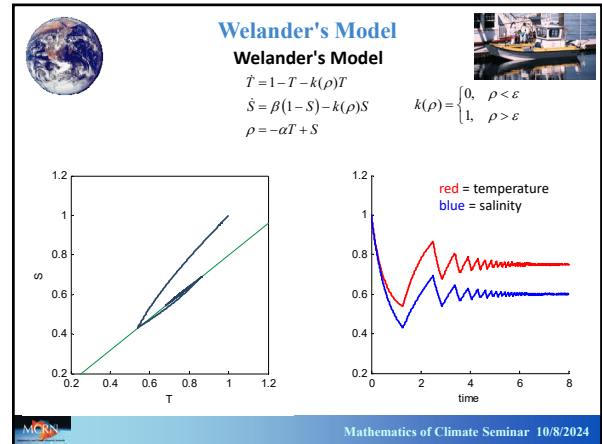 Welander's Model
Welander's Model
Ṫ = 1 − T − k(ρ)T
Ṡ = β(1 − S) − k(ρ)S
ρ = −αT + S
k(ρ) = {0, ρ < ε
1, ρ > ε
1.2
1
0.8
0.6
0.4
0.2
S
0.2 0.4 0.6 0.8 1 1.2
T
red = temperature
blue = salinity
1.2
1
0.8
0.6
0.4
0.2
0 2 4 6 8
time
MCRN
Mathematics of Climate Seminar 10/8/2024